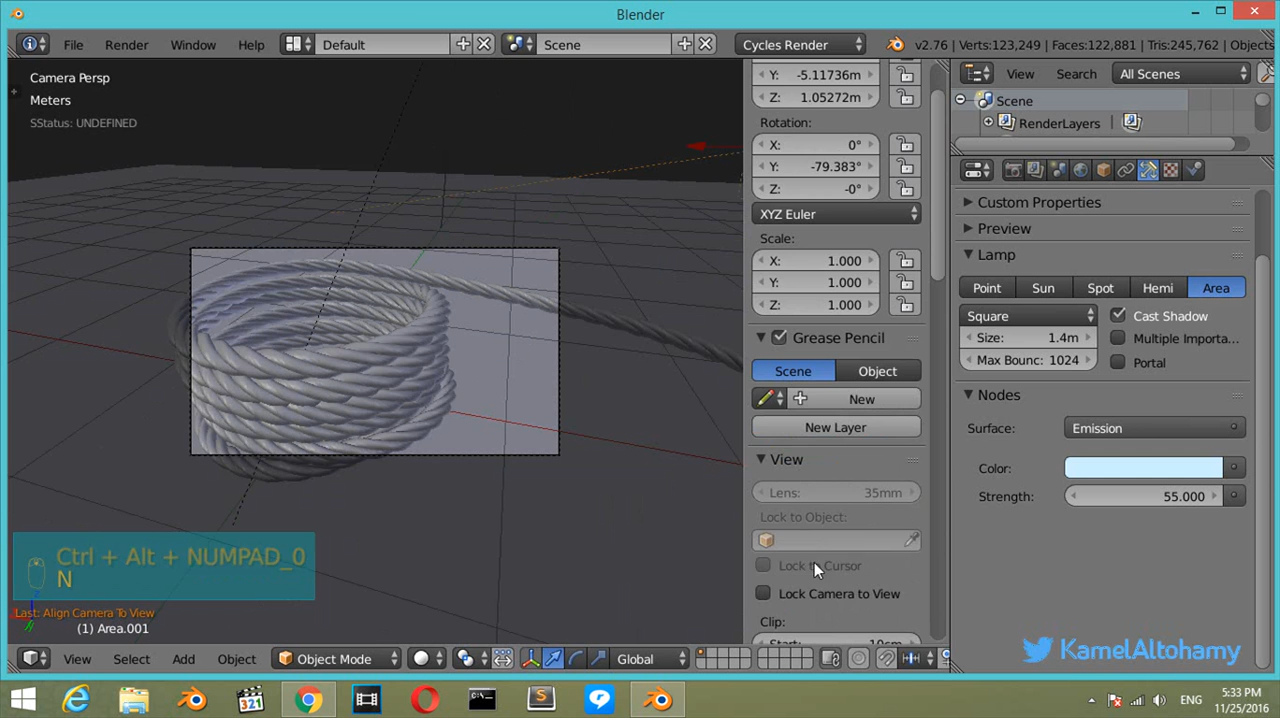 Blender
File Render Window Help Default Scene Cycles Render v2.76 | Verts:123,249 | Faces:122,881 | Tris:245,762 | Objects
Camera Persp
Meters
SStatus: UNDEFINED
Y: -5.11736m
Z: 1.05272m
Rotation:
X: 0°
Y: -79.383°
Z: -0°
XYZ Euler
Scale:
X: 1.000
Y: 1.000
Z: 1.000
Grease Pencil
Scene Object
New
New Layer
View
Lens: 35mm
Lock to Object:
Lock to Cursor
Lock Camera to View
Clip:
Start: 10cm
View Search All Scenes
Scene
RenderLayers
Custom Properties
Preview
Lamp
Point Sun Spot Hemi Area
Square Cast Shadow
Size: 1.4m Multiple Importa...
Max Bounc: 1024 Portal
Nodes
Surface: Emission
Color:
Strength: 55.000
Ctrl + Alt + NUMPAD_0
N
Last: Align Camera To View
(1) Area.001
View Select Add Object Object Mode Global
KamelAltohamy
321
ENG
5:33 PM
11/25/2016